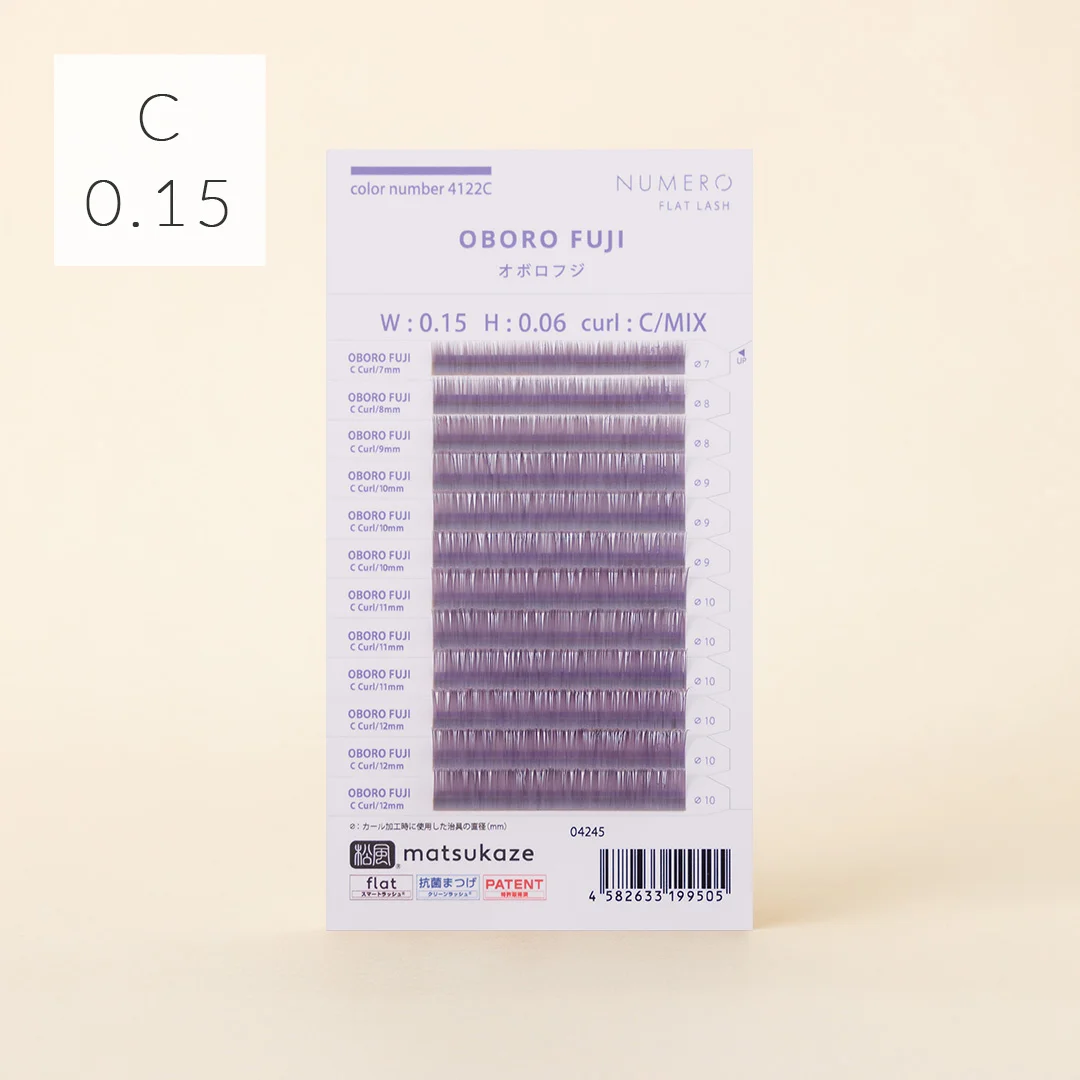 C
0.15
color number 4122C
NUMERO
FLAT LASH
OBORO FUJI
オボロフジ
W : 0.15 H : 0.06 curl : C/MIX
UP
OBORO FUJI
C Curl/7mm
⌀ 7
OBORO FUJI
C Curl/8mm
⌀ 8
OBORO FUJI
C Curl/9mm
⌀ 8
OBORO FUJI
C Curl/10mm
⌀ 9
OBORO FUJI
C Curl/10mm
⌀ 9
OBORO FUJI
C Curl/10mm
⌀ 9
OBORO FUJI
C Curl/11mm
⌀ 10
OBORO FUJI
C Curl/11mm
⌀ 10
OBORO FUJI
C Curl/11mm
⌀ 10
OBORO FUJI
C Curl/12mm
⌀ 10
OBORO FUJI
C Curl/12mm
⌀ 10
OBORO FUJI
C Curl/12mm
⌀ 10
⌀：カール加工時に使用した治具の直径(mm)
04245
松風® matsukaze
flat
スマートラッシュ®
抗菌まつげ
クリーンラッシュ®
PATENT
特許取得済
4 582633 199505